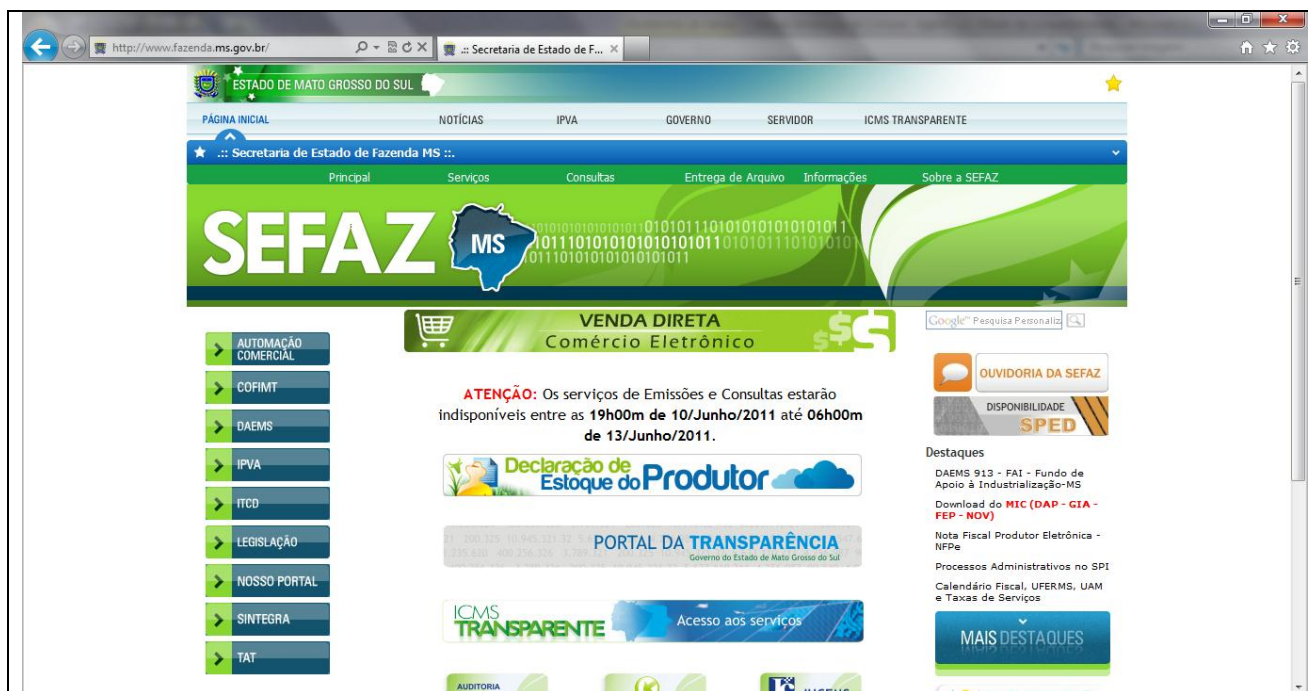 http://www.fazenda.ms.gov.br/
.:: Secretaria de Estado de F...
ESTADO DE MATO GROSSO DO SUL
PÁGINA INICIAL NOTÍCIAS IPVA GOVERNO SERVIDOR ICMS TRANSPARENTE
.:: Secretaria de Estado de Fazenda MS ::.
Principal Serviços Consultas Entrega de Arquivo Informações Sobre a SEFAZ
SEFAZ MS
VENDA DIRETA
Comércio Eletrônico
Google™ Pesquisa Personaliz
AUTOMAÇÃO
COMERCIAL
COFIMT
DAEMS
IPVA
ITCD
LEGISLAÇÃO
NOSSO PORTAL
SINTEGRA
TAT
ATENÇÃO: Os serviços de Emissões e Consultas estarão
indisponíveis entre as 19h00m de 10/Junho/2011 até 06h00m
de 13/Junho/2011.
Declaração de
Estoque do Produtor
PORTAL DA TRANSPARÊNCIA
Governo do Estado de Mato Grosso do Sul
ICMS
TRANSPARENTE
Acesso aos serviços
AUDITORIA
OUVIDORIA DA SEFAZ
DISPONIBILIDADE
SPED
Destaques
DAEMS 913 - FAI - Fundo de
Apoio à Industrialização-MS
Download do MIC (DAP - GIA -
FEP - NOV)
Nota Fiscal Produtor Eletrônica -
NFPe
Processos Administrativos no SPI
Calendário Fiscal, UFERMS, UAM
e Taxas de Serviços
MAIS DESTAQUES